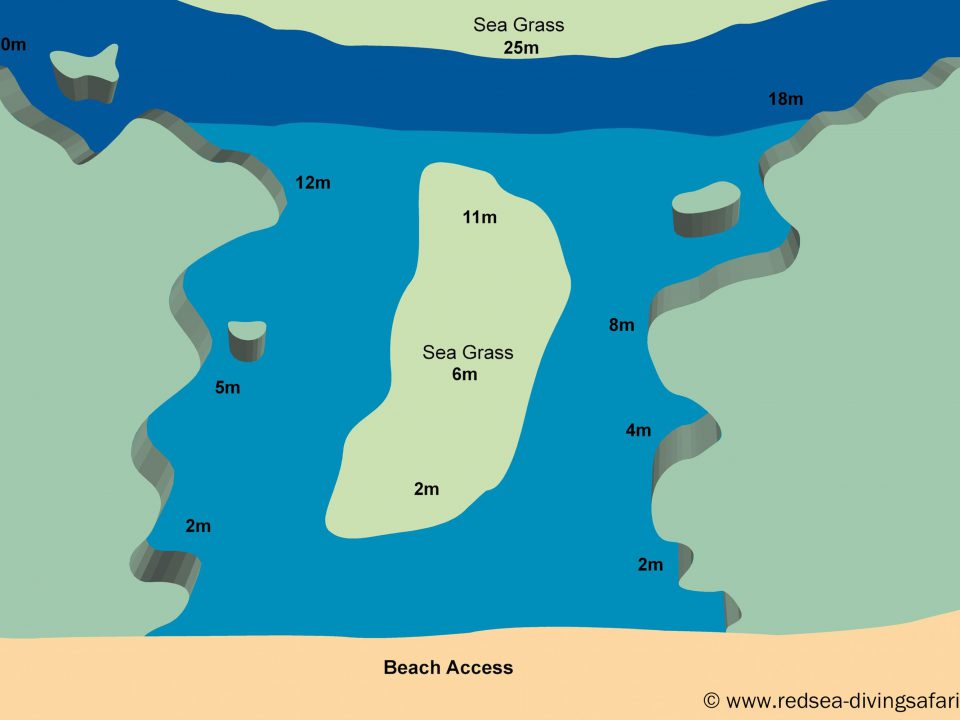 Sea Grass
25m
0m
18m
12m
11m
8m
Sea Grass
6m
5m
4m
2m
2m
2m
Beach Access
© www.redsea-divingsafari